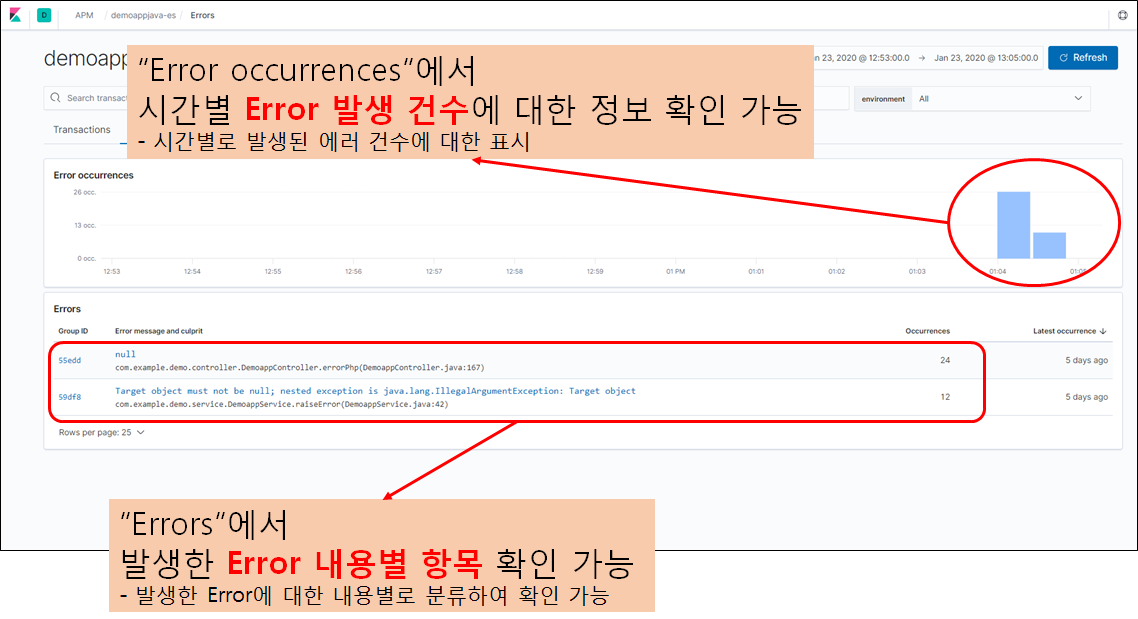 D APM / demoappjava-es / Errors
demoapp
"Error occurrences"에서
시간별 Error 발생 건수에 대한 정보 확인 가능
- 시간별로 발생된 에러 건수에 대한 표시
23, 2020 @ 12:53:00.0 → Jan 23, 2020 @ 13:05:00.0 Refresh
Search transact
environment All
Transactions
Error occurrences
26 occ.
13 occ.
0 occ.
12:53 12:54 12:55 12:56 12:57 12:58 12:59 01 PM 01:01 01:02 01:03 01:04 01:05
Errors
Group ID Error message and culprit Occurrences Latest occurrence ↓
55edd null 24 5 days ago
com.example.demo.controller.DemoappController.errorPhp(DemoappController.java:167)
59df8 Target object must not be null; nested exception is java.lang.IllegalArgumentException: Target object 12 5 days ago
com.example.demo.service.DemoappService.raiseError(DemoappService.java:42)
Rows per page: 25
"Errors"에서
발생한 Error 내용별 항목 확인 가능
- 발생한 Error에 대한 내용별로 분류하여 확인 가능